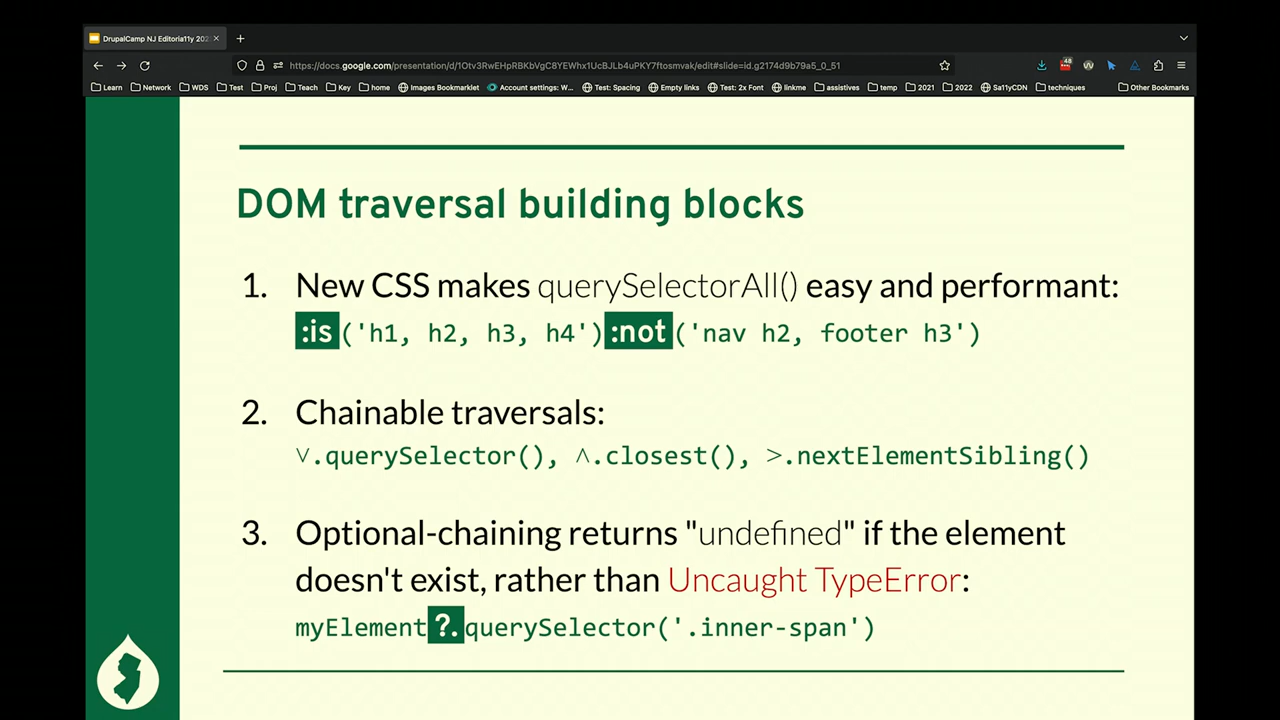 DrupalCamp NJ Editoria11y 202
https://docs.google.com/presentation/d/1Otv3RwEHpRBKbVgC8YEWhx1UcBJLb4uPKY7ftosmvak/edit#slide=id.g2174d9b79a5_0_51
48
Learn Network WDS Test Proj Teach Key home Images Bookmarklet Account settings: W... Test: Spacing Empty links Test: 2x Font linkme assistives temp 2021 2022 Sa11yCDN techniques Other Bookmarks
DOM traversal building blocks
1. New CSS makes querySelectorAll() easy and performant:
:is('h1, h2, h3, h4'):not('nav h2, footer h3')
2. Chainable traversals:
˅.querySelector(), ˄.closest(), ˃.nextElementSibling()
3. Optional-chaining returns "undefined" if the element
doesn't exist, rather than Uncaught TypeError:
myElement?.querySelector('.inner-span')